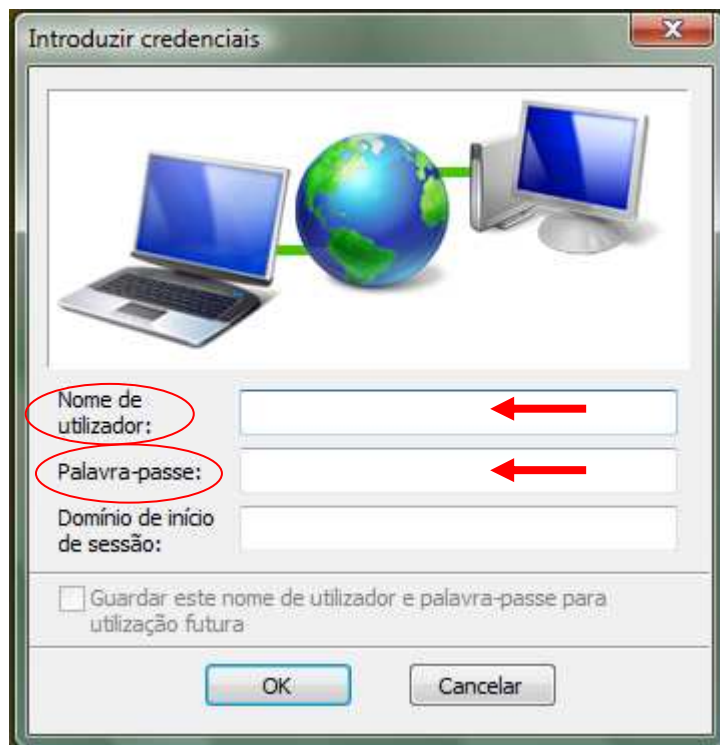 Introduzir credenciais
Nome de
utilizador:
Palavra-passe:
Domínio de início
de sessão:
Guardar este nome de utilizador e palavra-passe para
utilização futura
OK
Cancelar